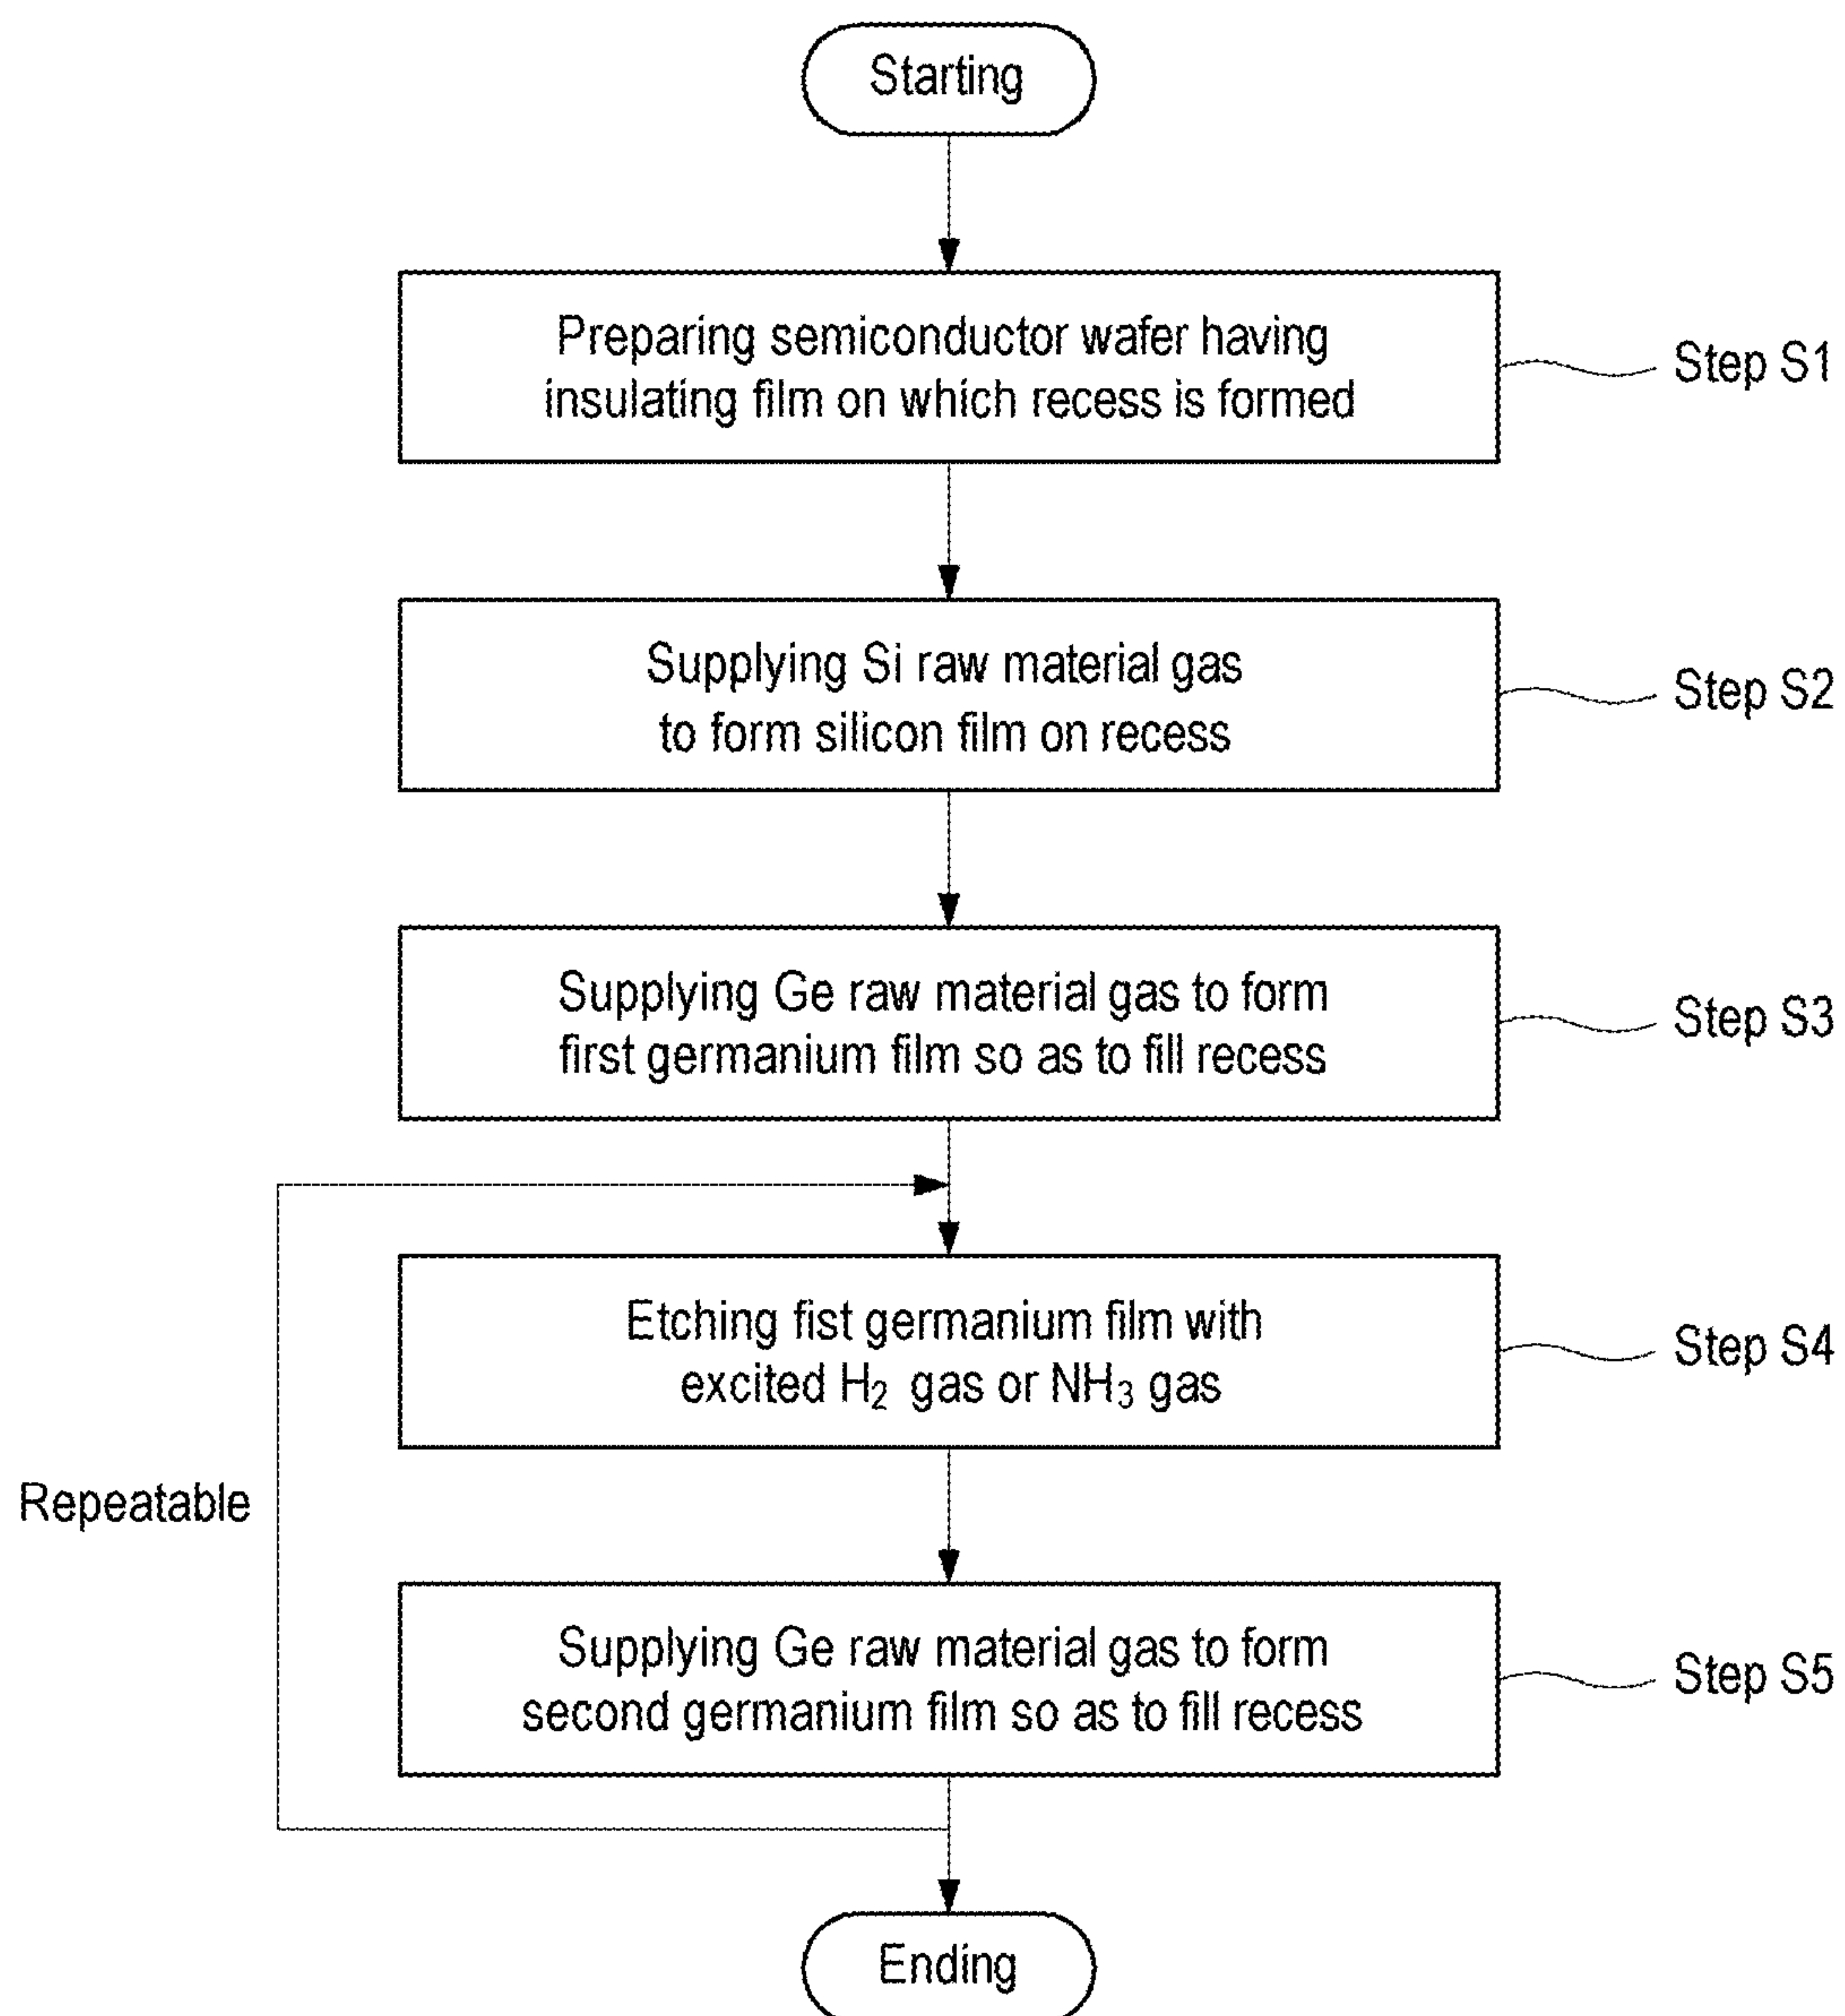 Starting
Preparing semiconductor wafer having
insulating film on which recess is formed
Step S1
Supplying Si raw material gas
to form silicon film on recess
Step S2
Supplying Ge raw material gas to form
first germanium film so as to fill recess
Step S3
Etching fist germanium film with
excited H₂ gas or NH₃ gas
Step S4
Repeatable
Supplying Ge raw material gas to form
second germanium film so as to fill recess
Step S5
Ending